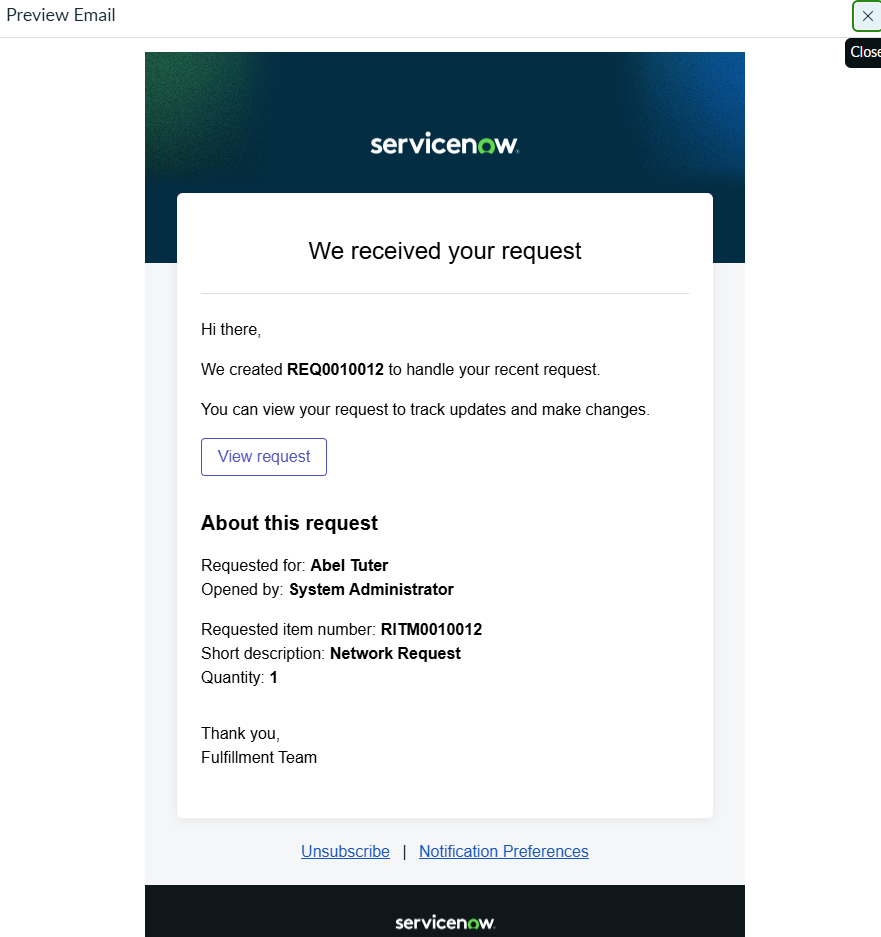 Preview Email
Close
servicenow
We received your request
Hi there,
We created REQ0010012 to handle your recent request.
You can view your request to track updates and make changes.
View request
About this request
Requested for: Abel Tuter
Opened by: System Administrator
Requested item number: RITM0010012
Short description: Network Request
Quantity: 1
Thank you,
Fulfillment Team
Unsubscribe | Notification Preferences
servicenow